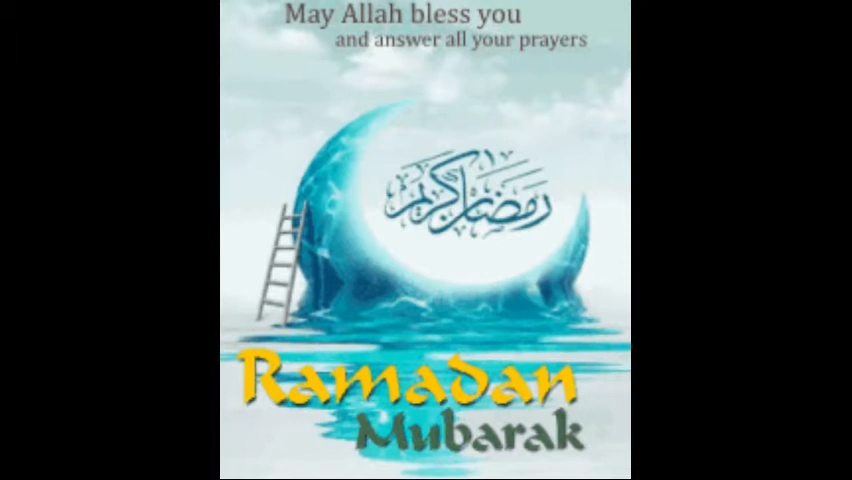 May Allah bless you
and answer all your prayers
رمضان كريم
Ramadan
Mubarak